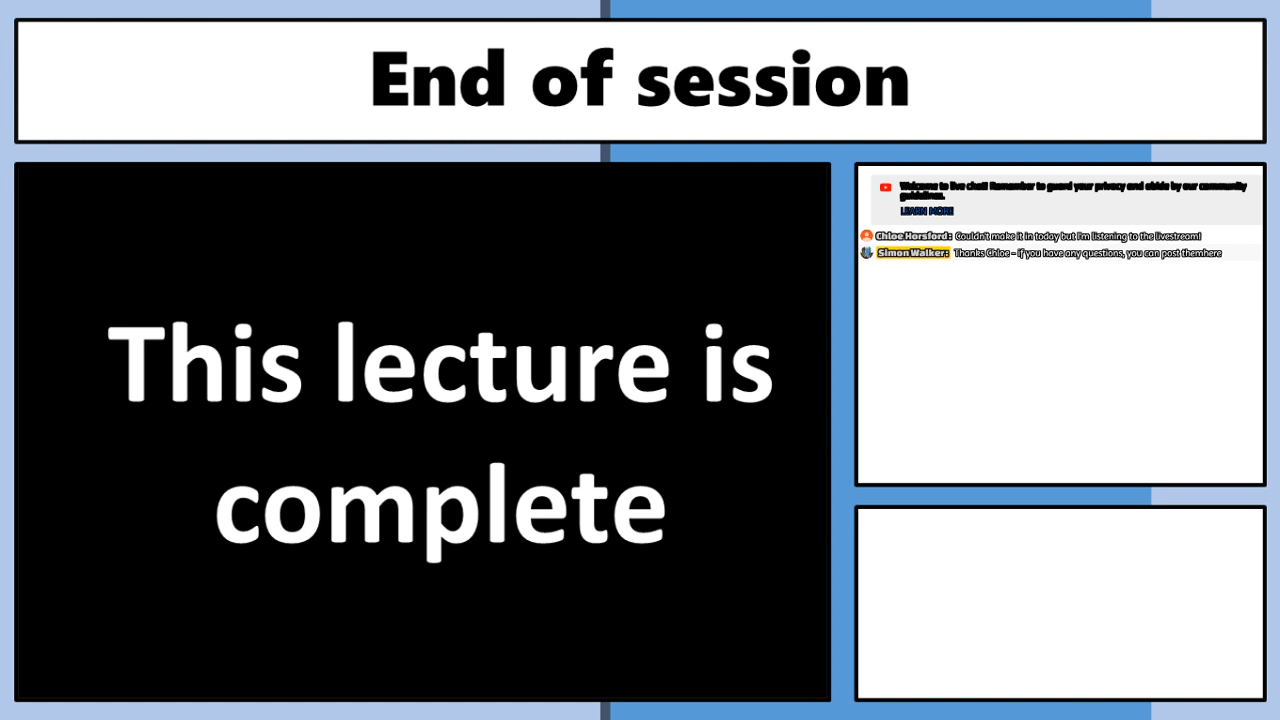 End of session
This lecture is
complete
Welcome to live chat! Remember to guard your privacy and abide by our community
guidelines.
LEARN MORE
Chloe Horsford: Couldn't make it in today but I'm listening to the livestream!
Simon Walker: Thanks Chloe - if you have any questions, you can post themhere